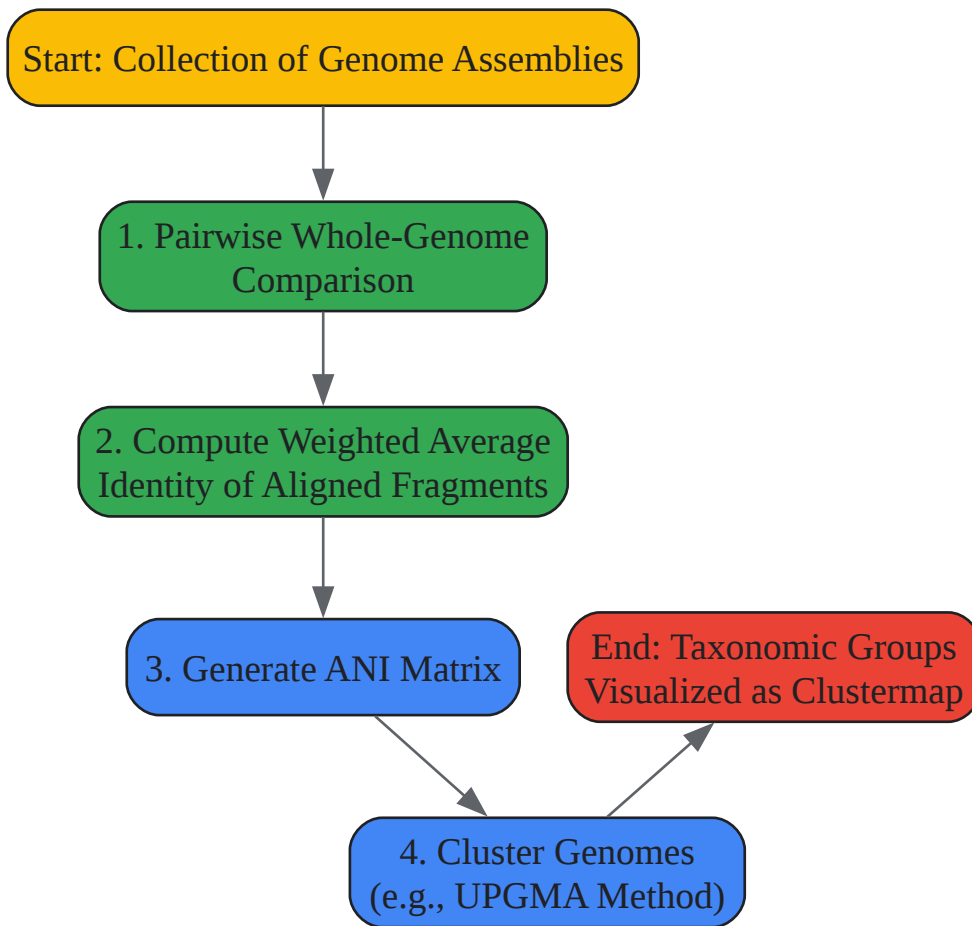 Start: Collection of Genome Assemblies
1. Pairwise Whole-Genome
Comparison
2. Compute Weighted Average
Identity of Aligned Fragments
3. Generate ANI Matrix
4. Cluster Genomes
(e.g., UPGMA Method)
End: Taxonomic Groups
Visualized as Clustermap